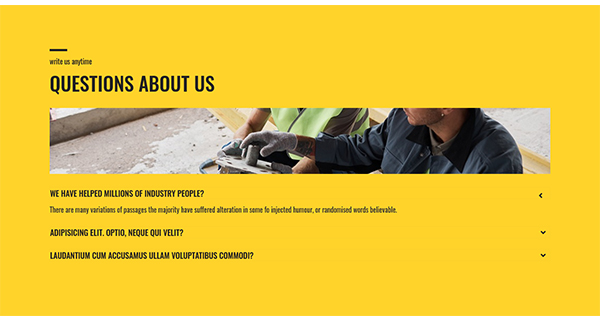 write us anytime
QUESTIONS ABOUT US
WE HAVE HELPED MILLIONS OF INDUSTRY PEOPLE?
There are many variations of passages the majority have suffered alteration in some fo injected humour, or randomised words believable.
ADIPISICING ELIT. OPTIO, NEQUE QUI VELIT?
LAUDANTIUM CUM ACCUSAMUS ULLAM VOLUPTATIBUS COMMODI?